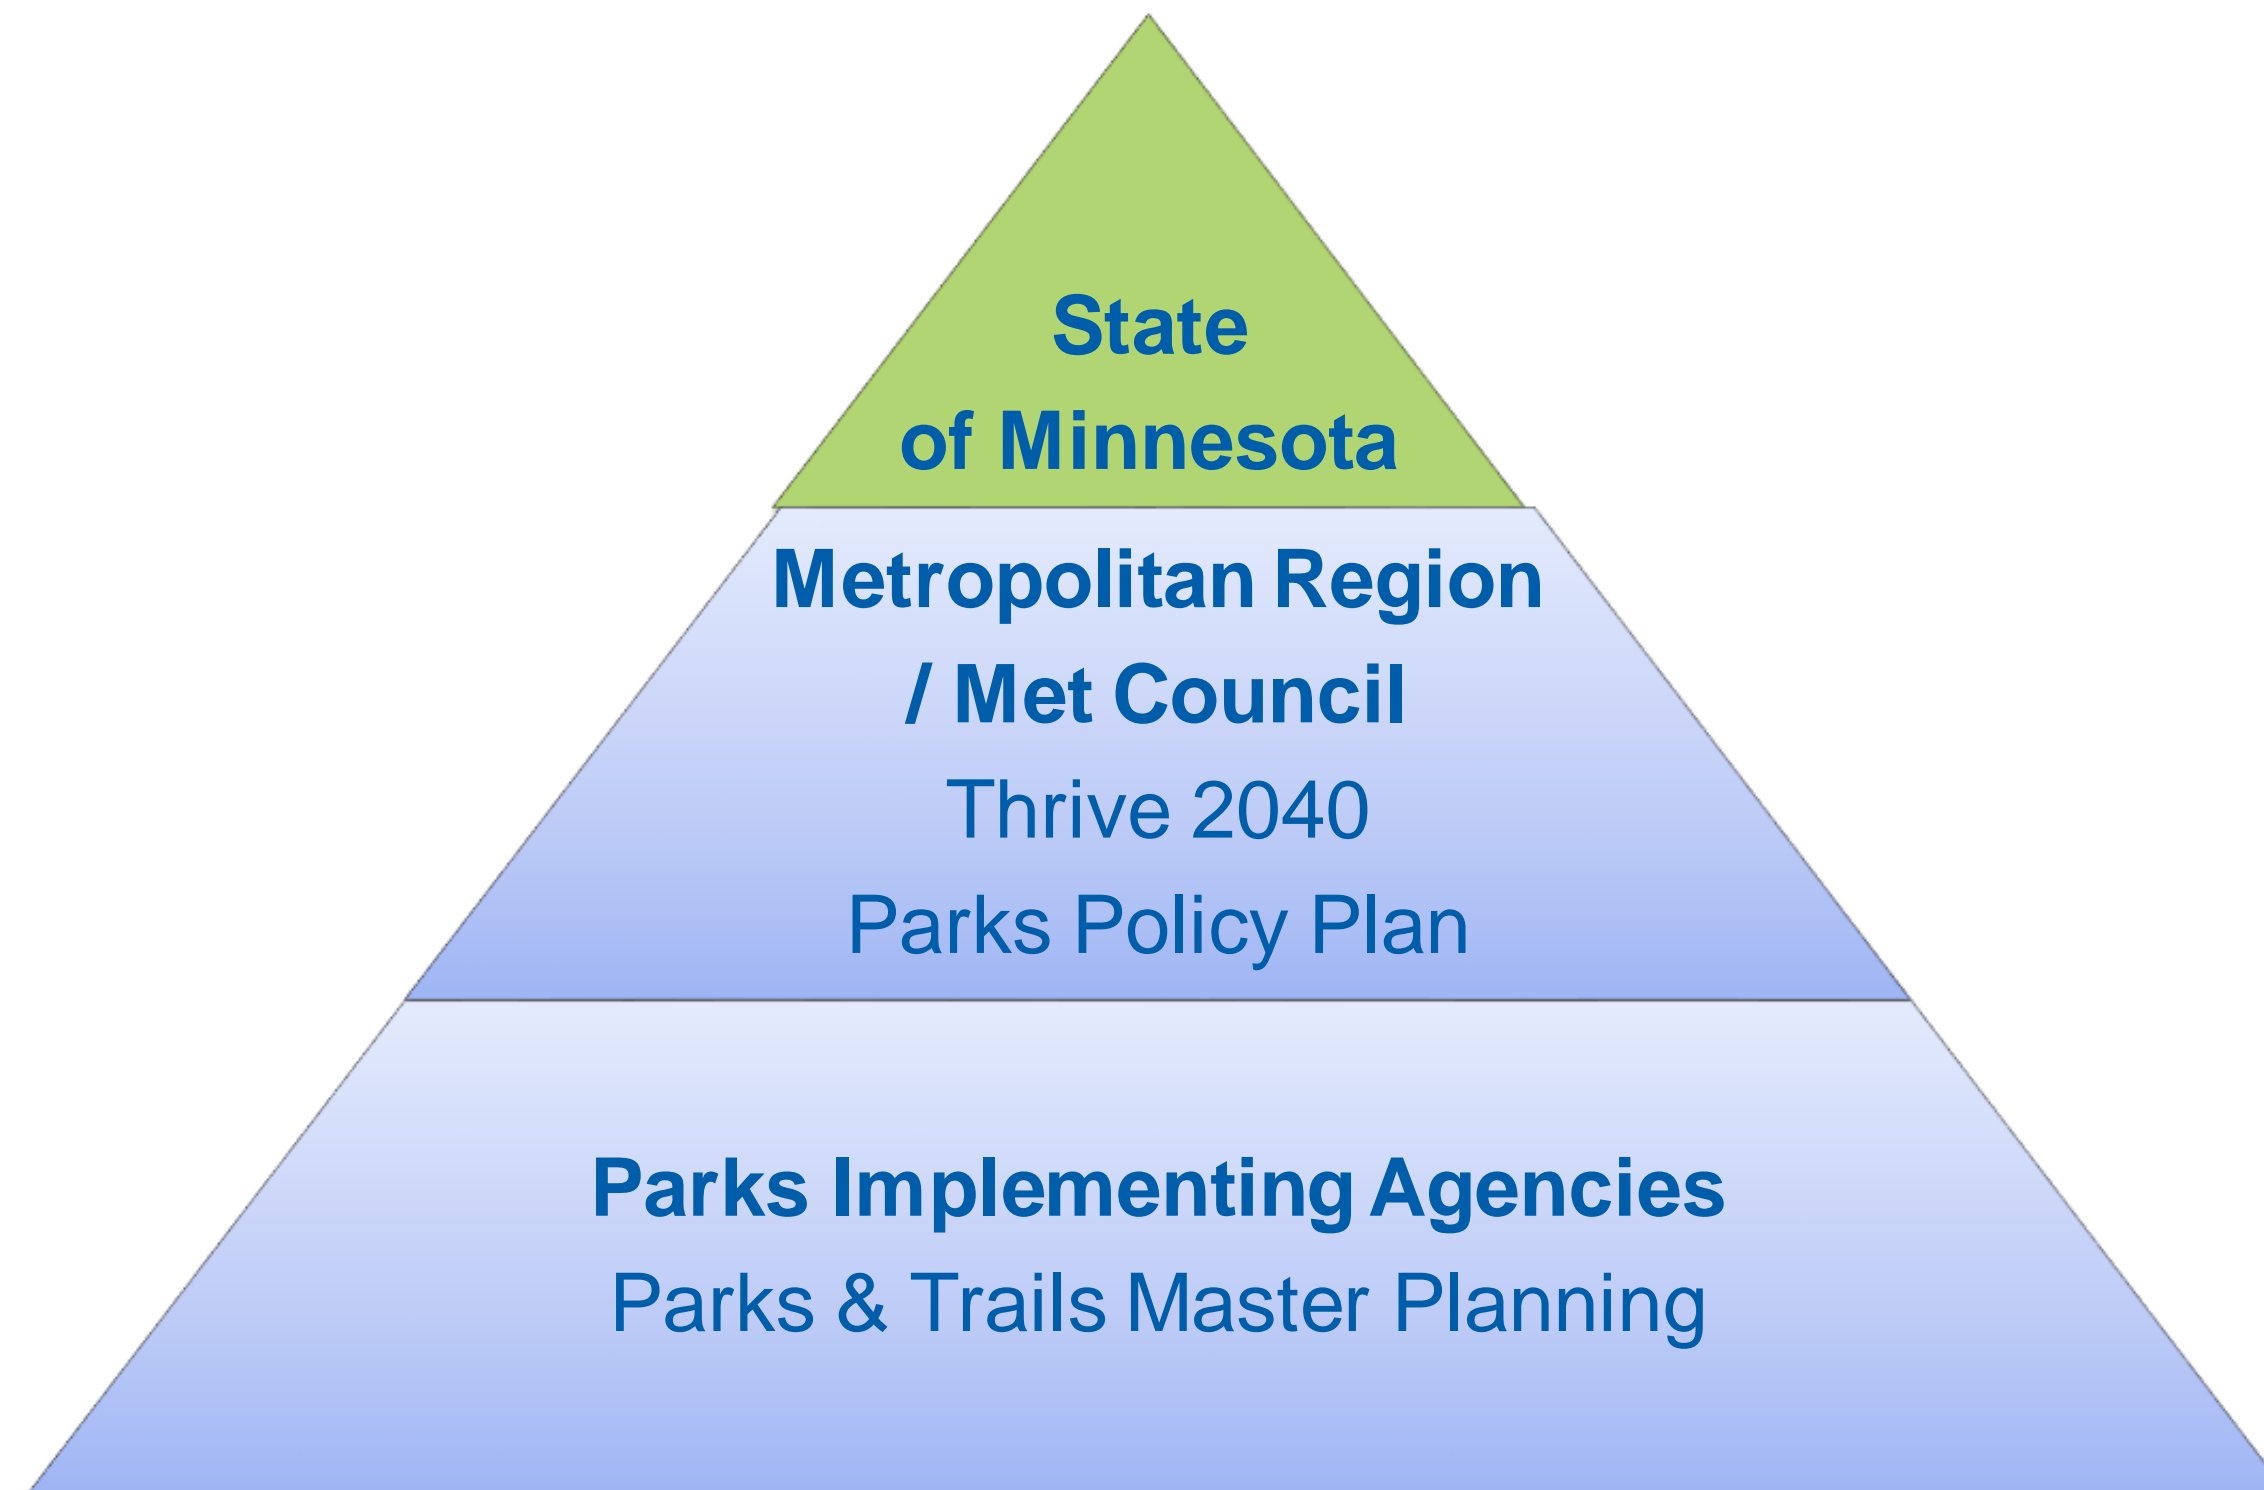 State
of Minnesota
Metropolitan Region
/ Met Council
Thrive 2040
Parks Policy Plan
Parks Implementing Agencies
Parks & Trails Master Planning